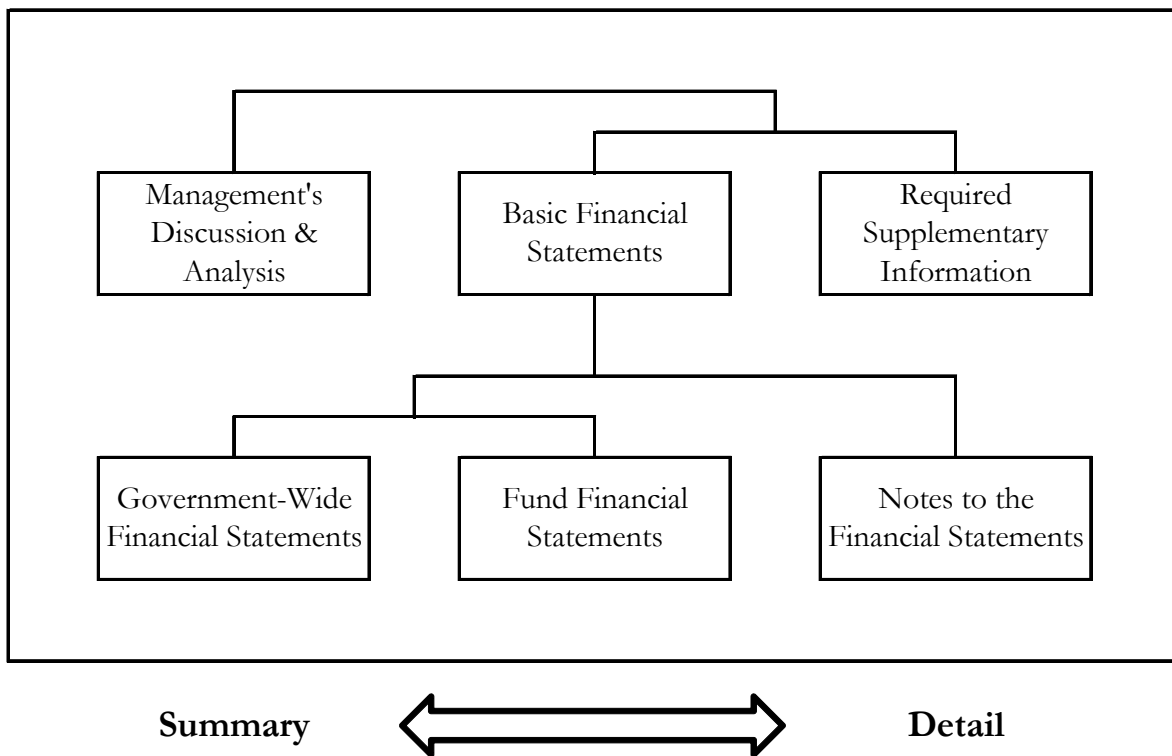 Management's
Discussion &
Analysis
Basic Financial
Statements
Required
Supplementary
Information
Government-Wide
Financial Statements
Fund Financial
Statements
Notes to the
Financial Statements
Summary
Detail